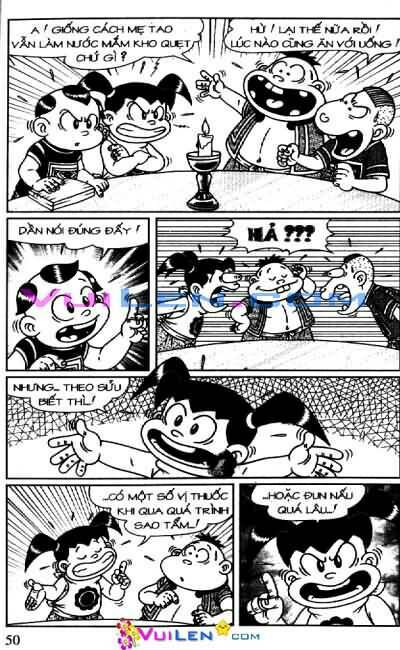 A! GIỐNG CÁCH MẸ TAO
VẪN LÀM NƯỚC MẮM KHO QUẸT
CHỨ GÌ?
HỪ! LẠI THẾ NỮA RỒI!
LÚC NÀO CŨNG ĂN VỚI UỐNG!
DẦN NÓI ĐÚNG ĐẤY!
HẢ ???
VUILEN.COM
NHƯNG... THEO SỬU
BIẾT THÌ...!
...CÓ MỘT SỐ VỊ THUỐC
KHI QUA QUÁ TRÌNH
SAO TẨM...!
...HOẶC ĐUN NẤU
QUÁ LÂU...!
50
VUILEN.COM